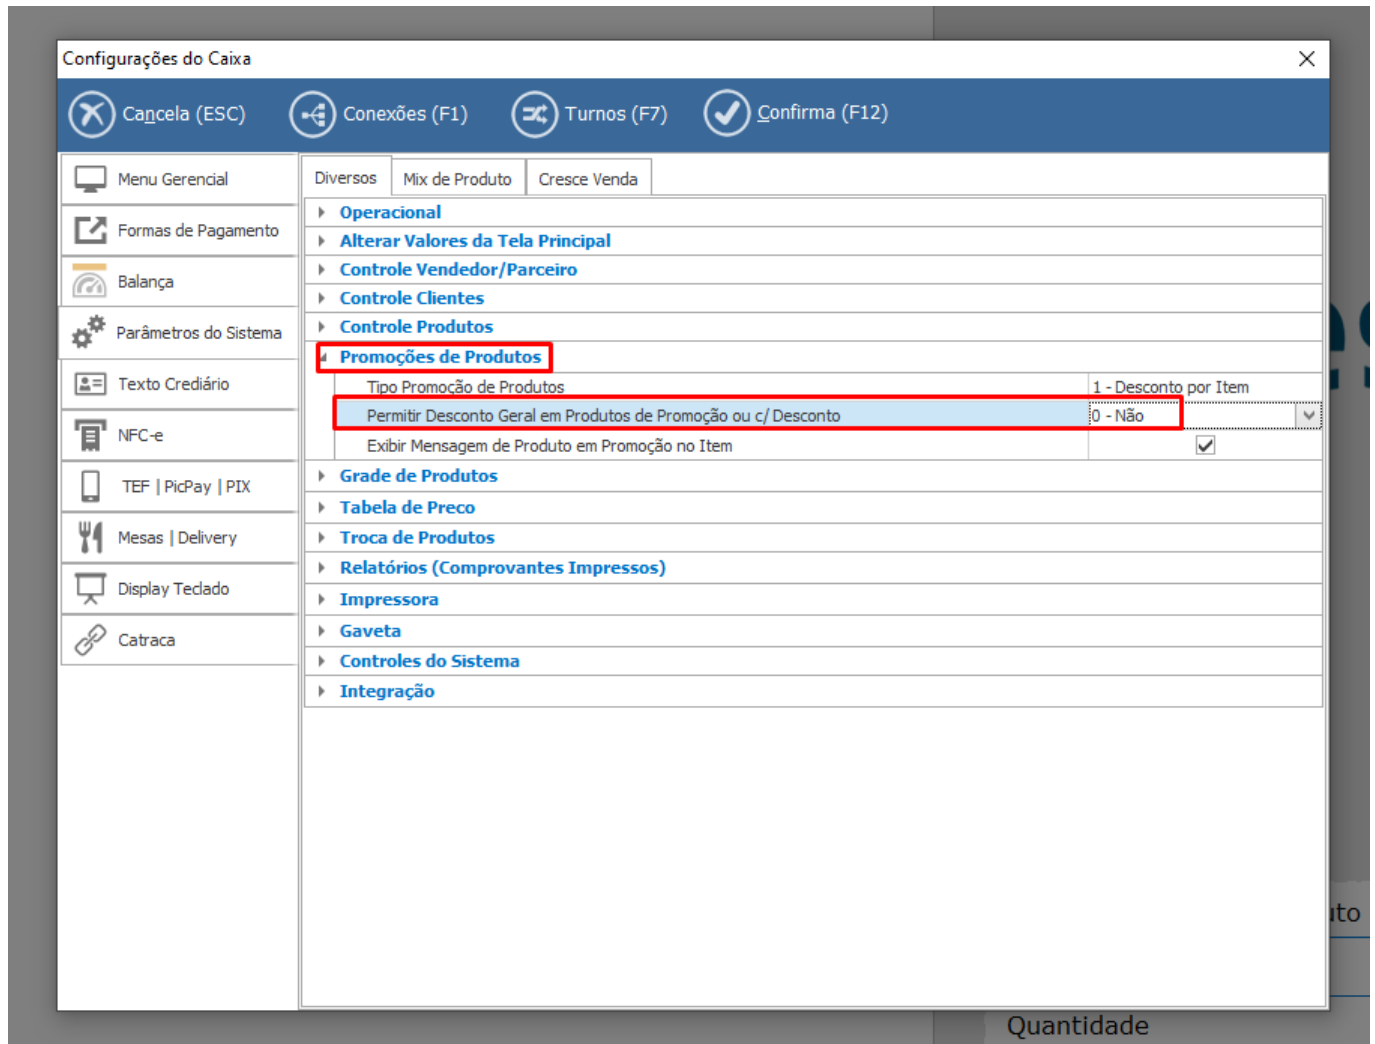 Configurações do Caixa
Cancela (ESC)
Conexões (F1)
Turnos (F7)
Confirma (F12)
Menu Gerencial
Formas de Pagamento
Balança
Parâmetros do Sistema
Texto Crediário
NFC-e
TEF | PicPay | PIX
Mesas | Delivery
Display Teclado
Catraca
Diversos
Mix de Produto
Cresce Venda
Operacional
Alterar Valores da Tela Principal
Controle Vendedor/Parceiro
Controle Clientes
Controle Produtos
Promoções de Produtos
Tipo Promoção de Produtos 1 - Desconto por Item
Permitir Desconto Geral em Produtos de Promoção ou c/ Desconto 0 - Não
Exibir Mensagem de Produto em Promoção no Item
Grade de Produtos
Tabela de Preco
Troca de Produtos
Relatórios (Comprovantes Impressos)
Impressora
Gaveta
Controles do Sistema
Integração
Quantidade